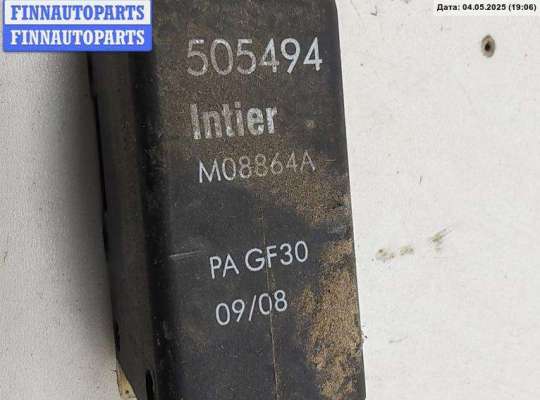 FINNAUTOPARTS
FINNAUTOPARTS
Дата: 04.05.2025 (19:06)
505494
Intier
M08864A
PA GF30
09/08